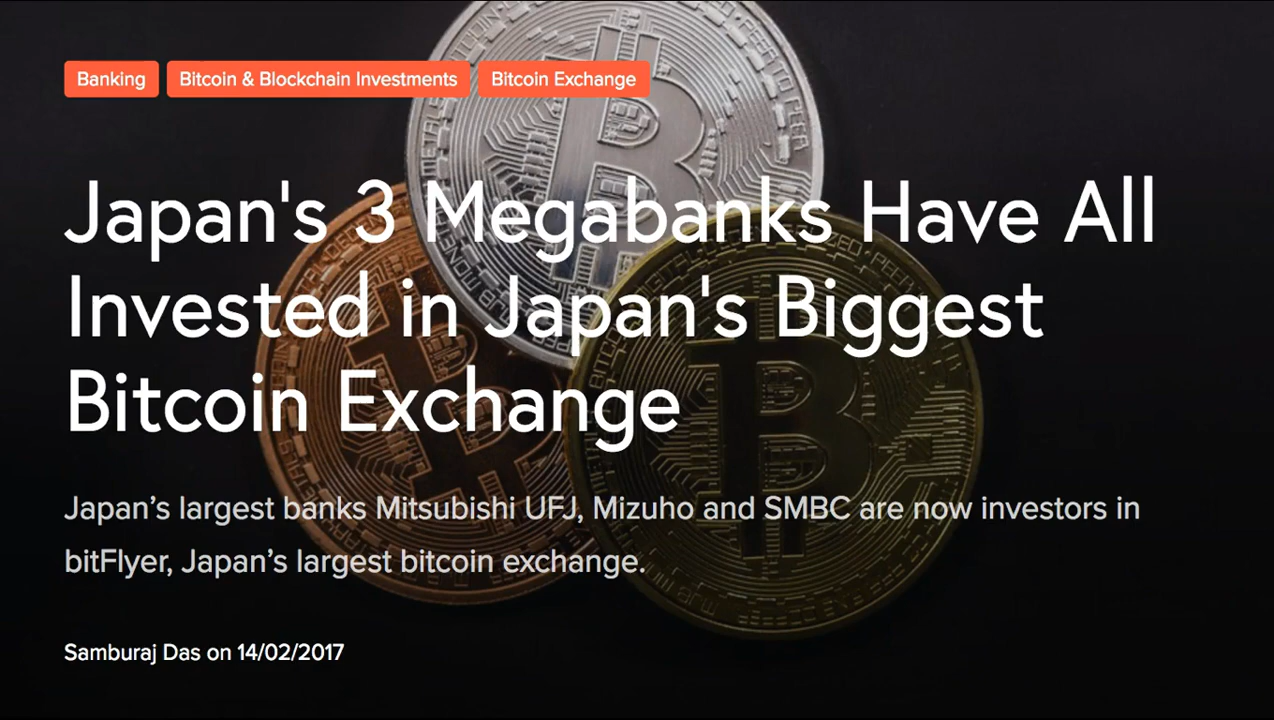 Banking Bitcoin & Blockchain Investments Bitcoin Exchange
Japan's 3 Megabanks Have All
Invested in Japan's Biggest
Bitcoin Exchange
Japan’s largest banks Mitsubishi UFJ, Mizuho and SMBC are now investors in
bitFlyer, Japan’s largest bitcoin exchange.
Samburaj Das on 14/02/2017